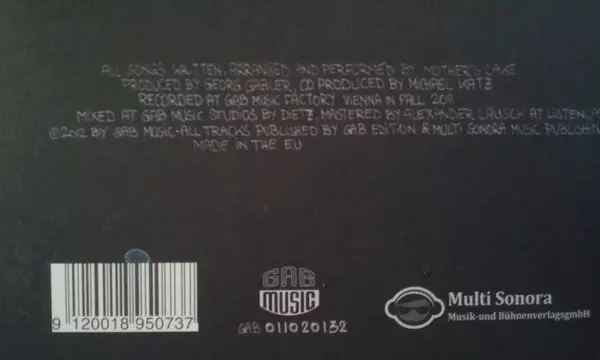 ALL SONGS WRITTEN, ARRANGED AND PERFORMED BY MOTHER'S CAKE
PRODUCED BY GEORG GABLER, CO PRODUCED BY MICHAEL KATZ
RECORDED AT GAB MUSIC FACTORY VIENNA IN FALL 2011
MIXED AT GAB MUSIC STUDIOS BY DIETZ, MASTERED BY ALEXANDER LAUSCH AT LISTENCA
©2012 BY GAB MUSIC • ALL TRACKS PUBLISHED BY GAB EDITION & MULTI SONORA MUSIC PUBLISHIN
MADE IN THE EU
9 120018 950737
GAB
MUSIC
GAB 011020132
Multi Sonora
Musik-und BühnenverlagsgmbH